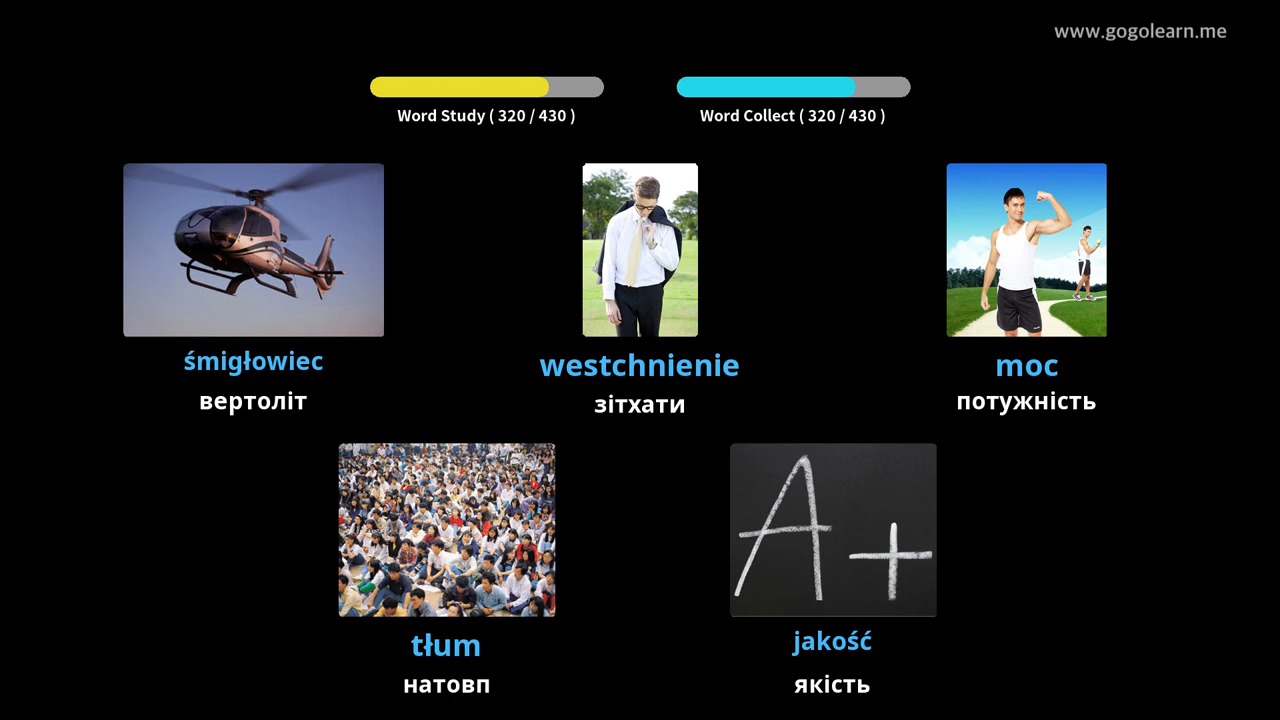 www.gogolearn.me
Word Study ( 320 / 430 )
Word Collect ( 320 / 430 )
śmigłowiec
вертоліт
westchnienie
зітхати
moc
потужність
A+
tłum
натовп
jakość
якість